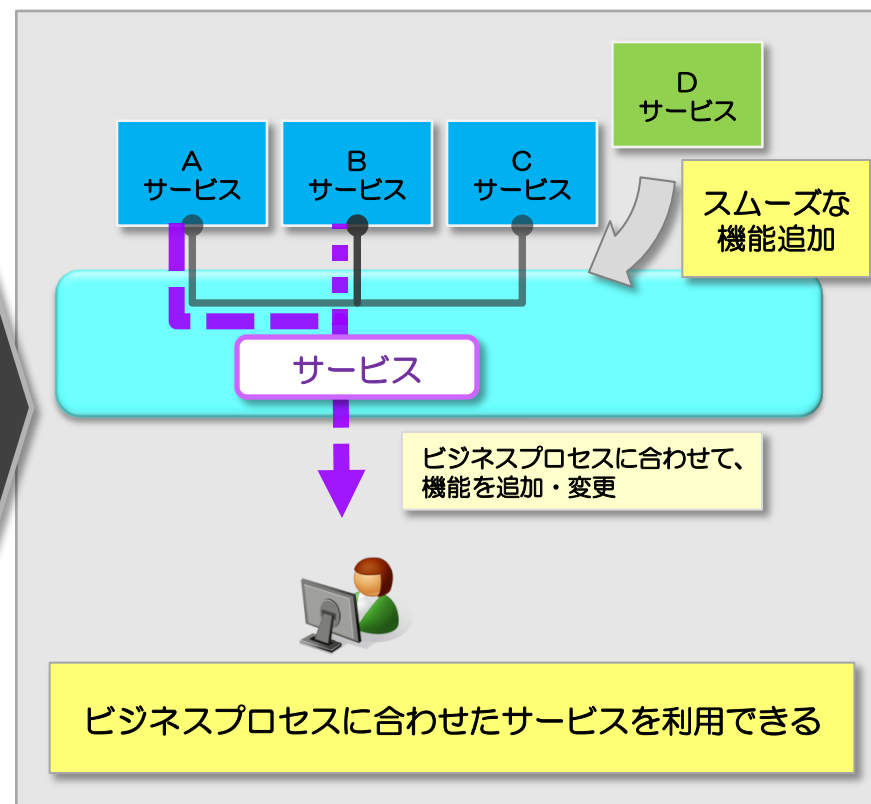 D
サービス
A
サービス
B
サービス
C
サービス
スムーズな
機能追加
サービス
ビジネスプロセスに合わせて、
機能を追加・変更
ビジネスプロセスに合わせたサービスを利用できる